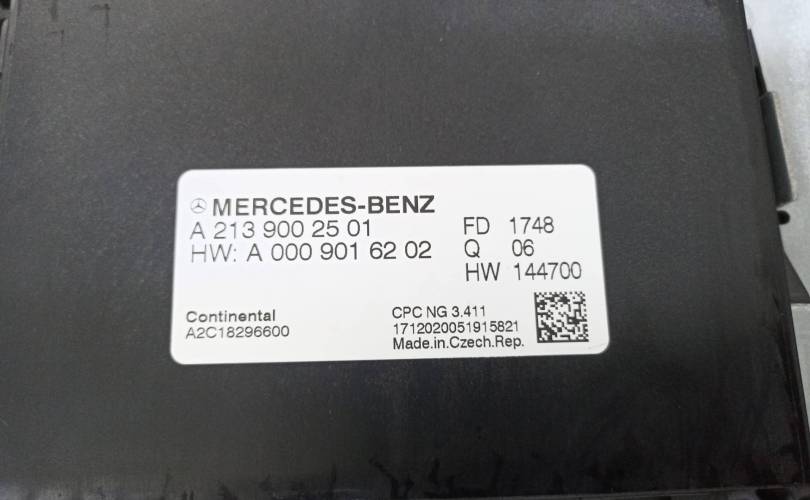 MERCEDES-BENZ
A 213 900 25 01
HW: A 000 901 62 02
FD 1748
Q 06
HW 144700
Continental
A2C18296600
CPC NG 3.411
1712020051915821
Made.in.Czech.Rep.